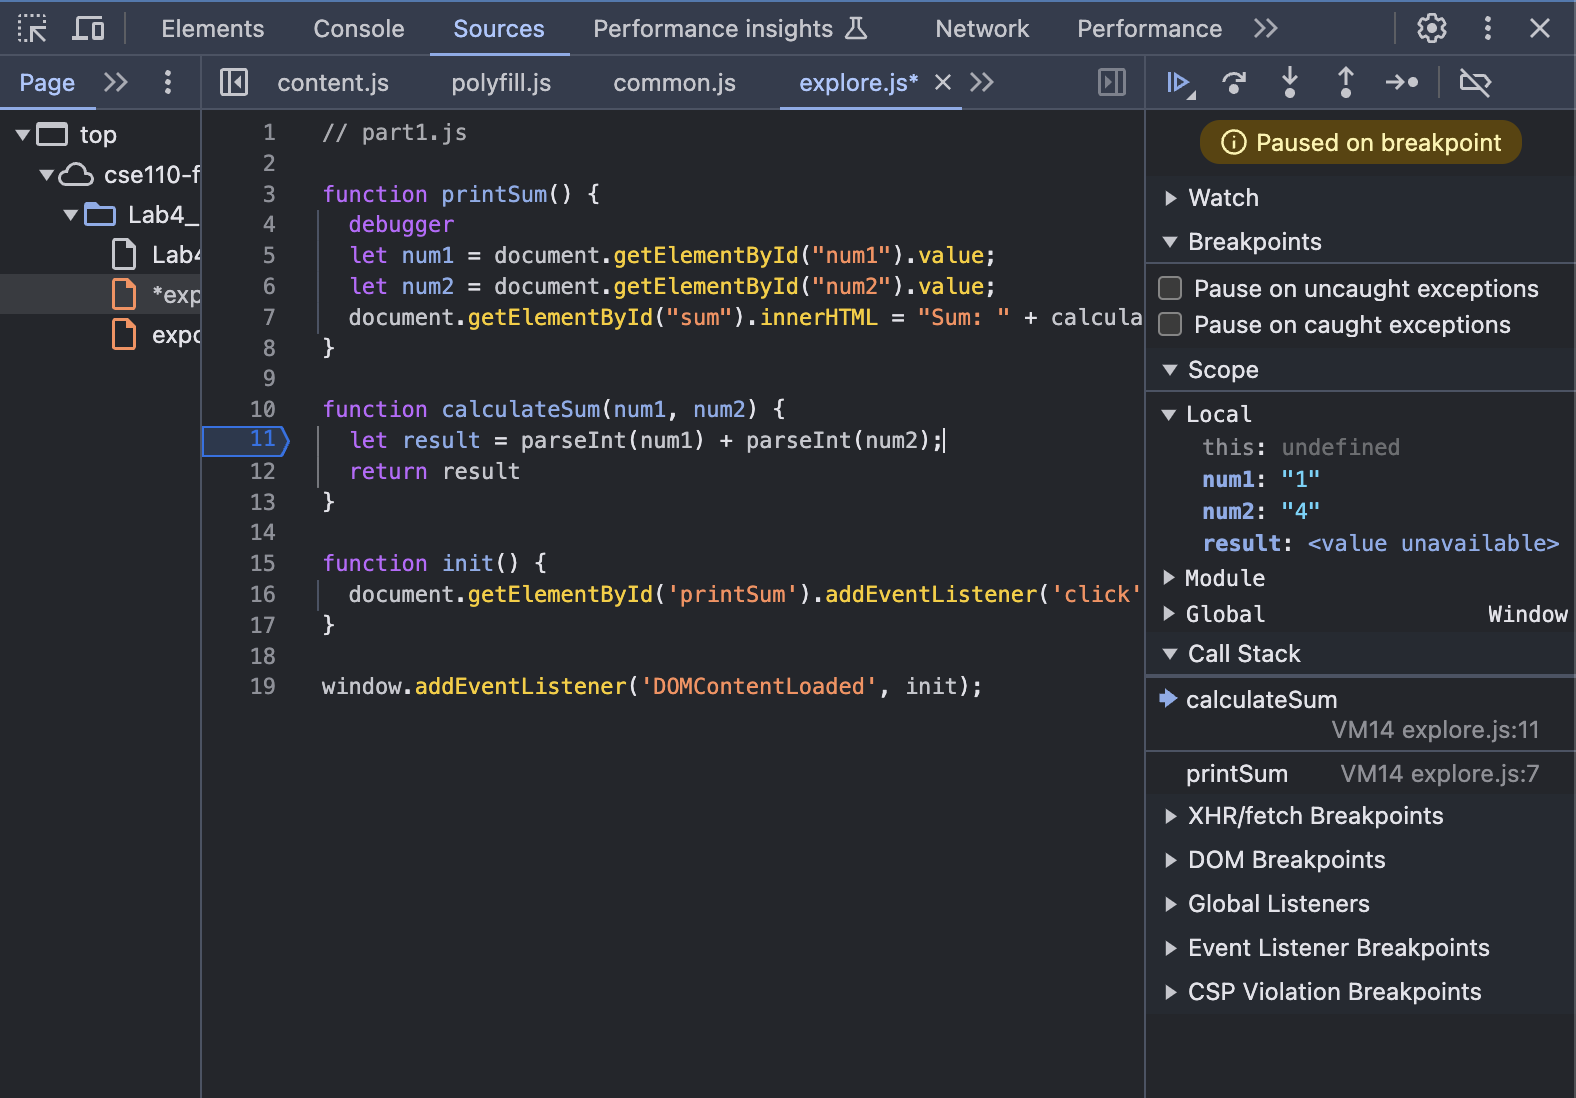 Elements Console Sources Performance insights Network Performance
Page content.js polyfill.js common.js explore.js*
top
cse110-f
Lab4_
Lab4
*exp
expo
1 // part1.js
2
3 function printSum() {
4 debugger
5 let num1 = document.getElementById("num1").value;
6 let num2 = document.getElementById("num2").value;
7 document.getElementById("sum").innerHTML = "Sum: " + calcula
8 }
9
10 function calculateSum(num1, num2) {
11 let result = parseInt(num1) + parseInt(num2);
12 return result
13 }
14
15 function init() {
16 document.getElementById('printSum').addEventListener('click'
17 }
18
19 window.addEventListener('DOMContentLoaded', init);
Paused on breakpoint
Watch
Breakpoints
Pause on uncaught exceptions
Pause on caught exceptions
Scope
Local
this: undefined
num1: "1"
num2: "4"
result: <value unavailable>
Module
Global Window
Call Stack
calculateSum
VM14 explore.js:11
printSum VM14 explore.js:7
XHR/fetch Breakpoints
DOM Breakpoints
Global Listeners
Event Listener Breakpoints
CSP Violation Breakpoints